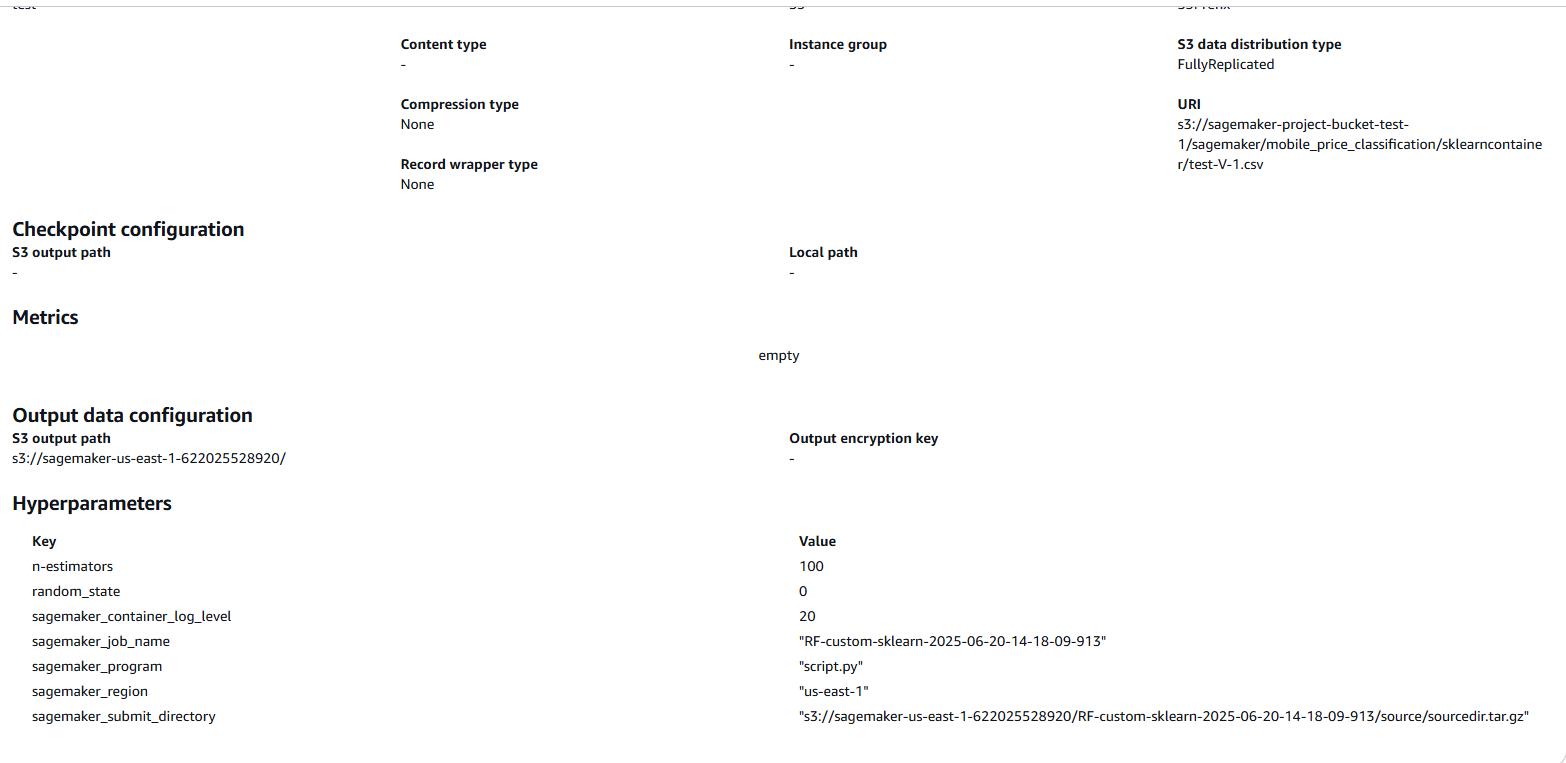 Content type
-
Instance group
-
S3 data distribution type
FullyReplicated
Compression type
None
URI
s3://sagemaker-project-bucket-test-
1/sagemaker/mobile_price_classification/sklearncontaine
r/test-V-1.csv
Record wrapper type
None
Checkpoint configuration
S3 output path
-
Local path
-
Metrics
empty
Output data configuration
S3 output path
s3://sagemaker-us-east-1-622025528920/
Output encryption key
-
Hyperparameters
Key Value
n-estimators 100
random_state 0
sagemaker_container_log_level 20
sagemaker_job_name "RF-custom-sklearn-2025-06-20-14-18-09-913"
sagemaker_program "script.py"
sagemaker_region "us-east-1"
sagemaker_submit_directory "s3://sagemaker-us-east-1-622025528920/RF-custom-sklearn-2025-06-20-14-18-09-913/source/sourcedir.tar.gz"